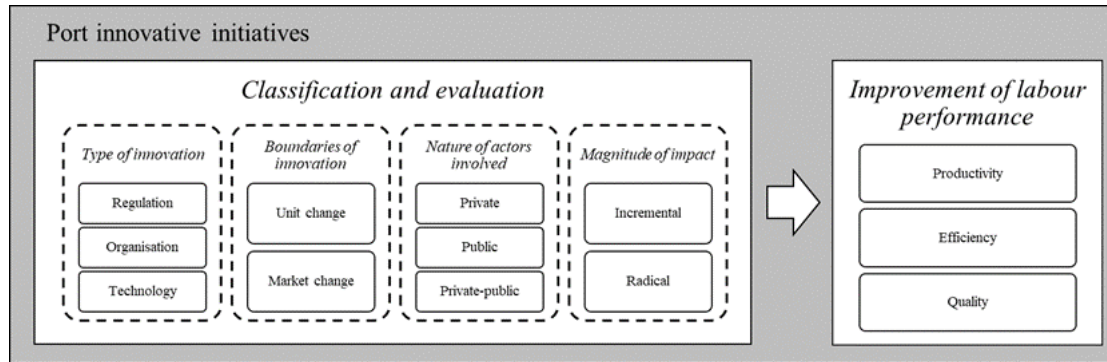 Port innovative initiatives
Classification and evaluation
Type of innovation
Regulation
Organisation
Technology
Boundaries of
innovation
Unit change
Market change
Nature of actors
involved
Private
Public
Private-public
Magnitude of impact
Incremental
Radical
Improvement of labour
performance
Productivity
Efficiency
Quality